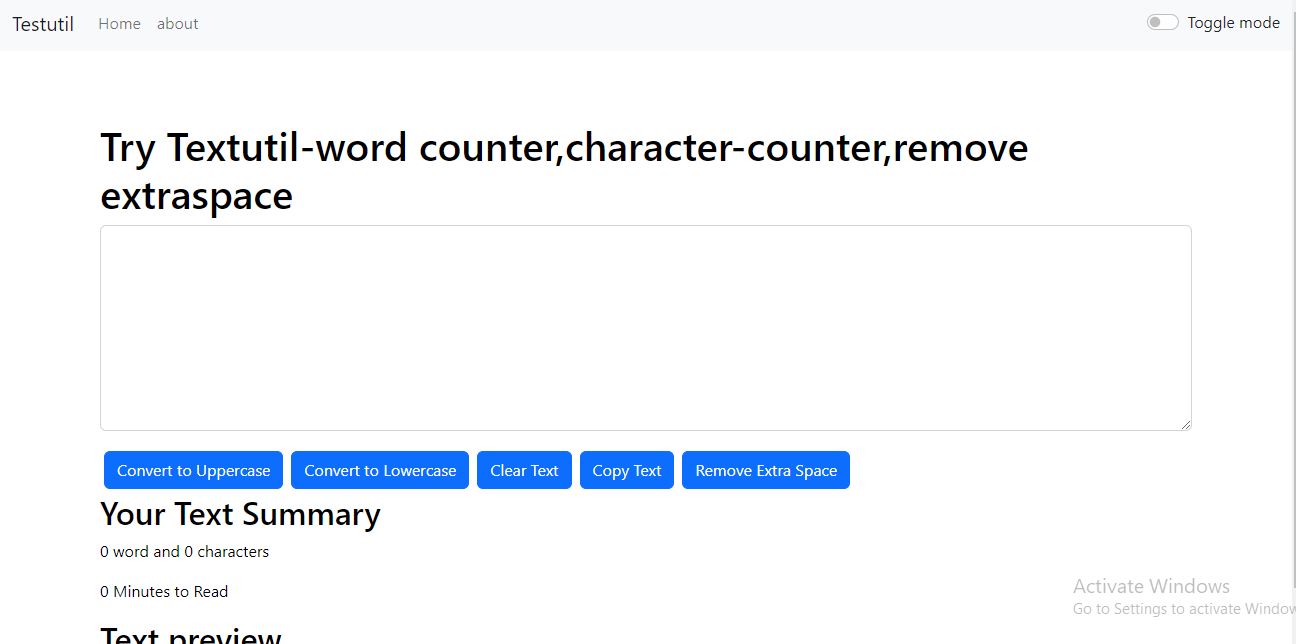 Testutil Home about Toggle mode
Try Textutil-word counter,character-counter,remove
extraspace
Convert to Uppercase Convert to Lowercase Clear Text Copy Text Remove Extra Space
Your Text Summary
0 word and 0 characters
0 Minutes to Read
Text preview
Activate Windows
Go to Settings to activate Window